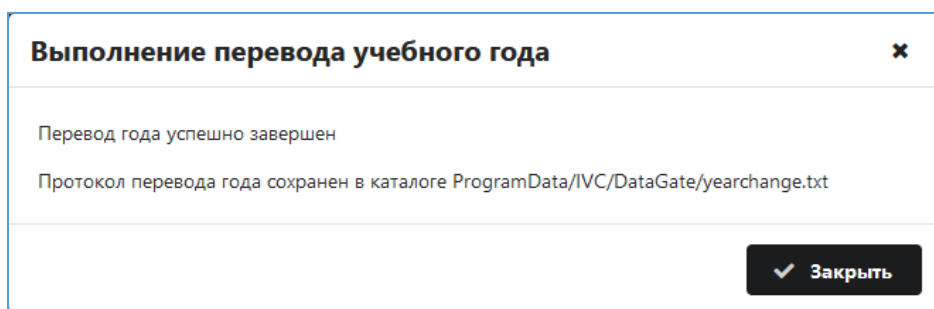 Выполнение перевода учебного года
Перевод года успешно завершен
Протокол перевода года сохранен в каталоге ProgramData/IVC/DataGate/yearchange.txt
Закрыть